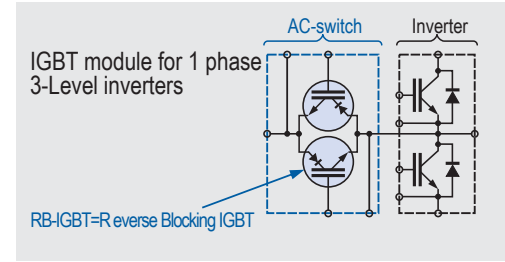 AC-switch
Inverter
IGBT module for 1 phase
3-Level inverters
RB-IGBT=R everse Blocking IGBT